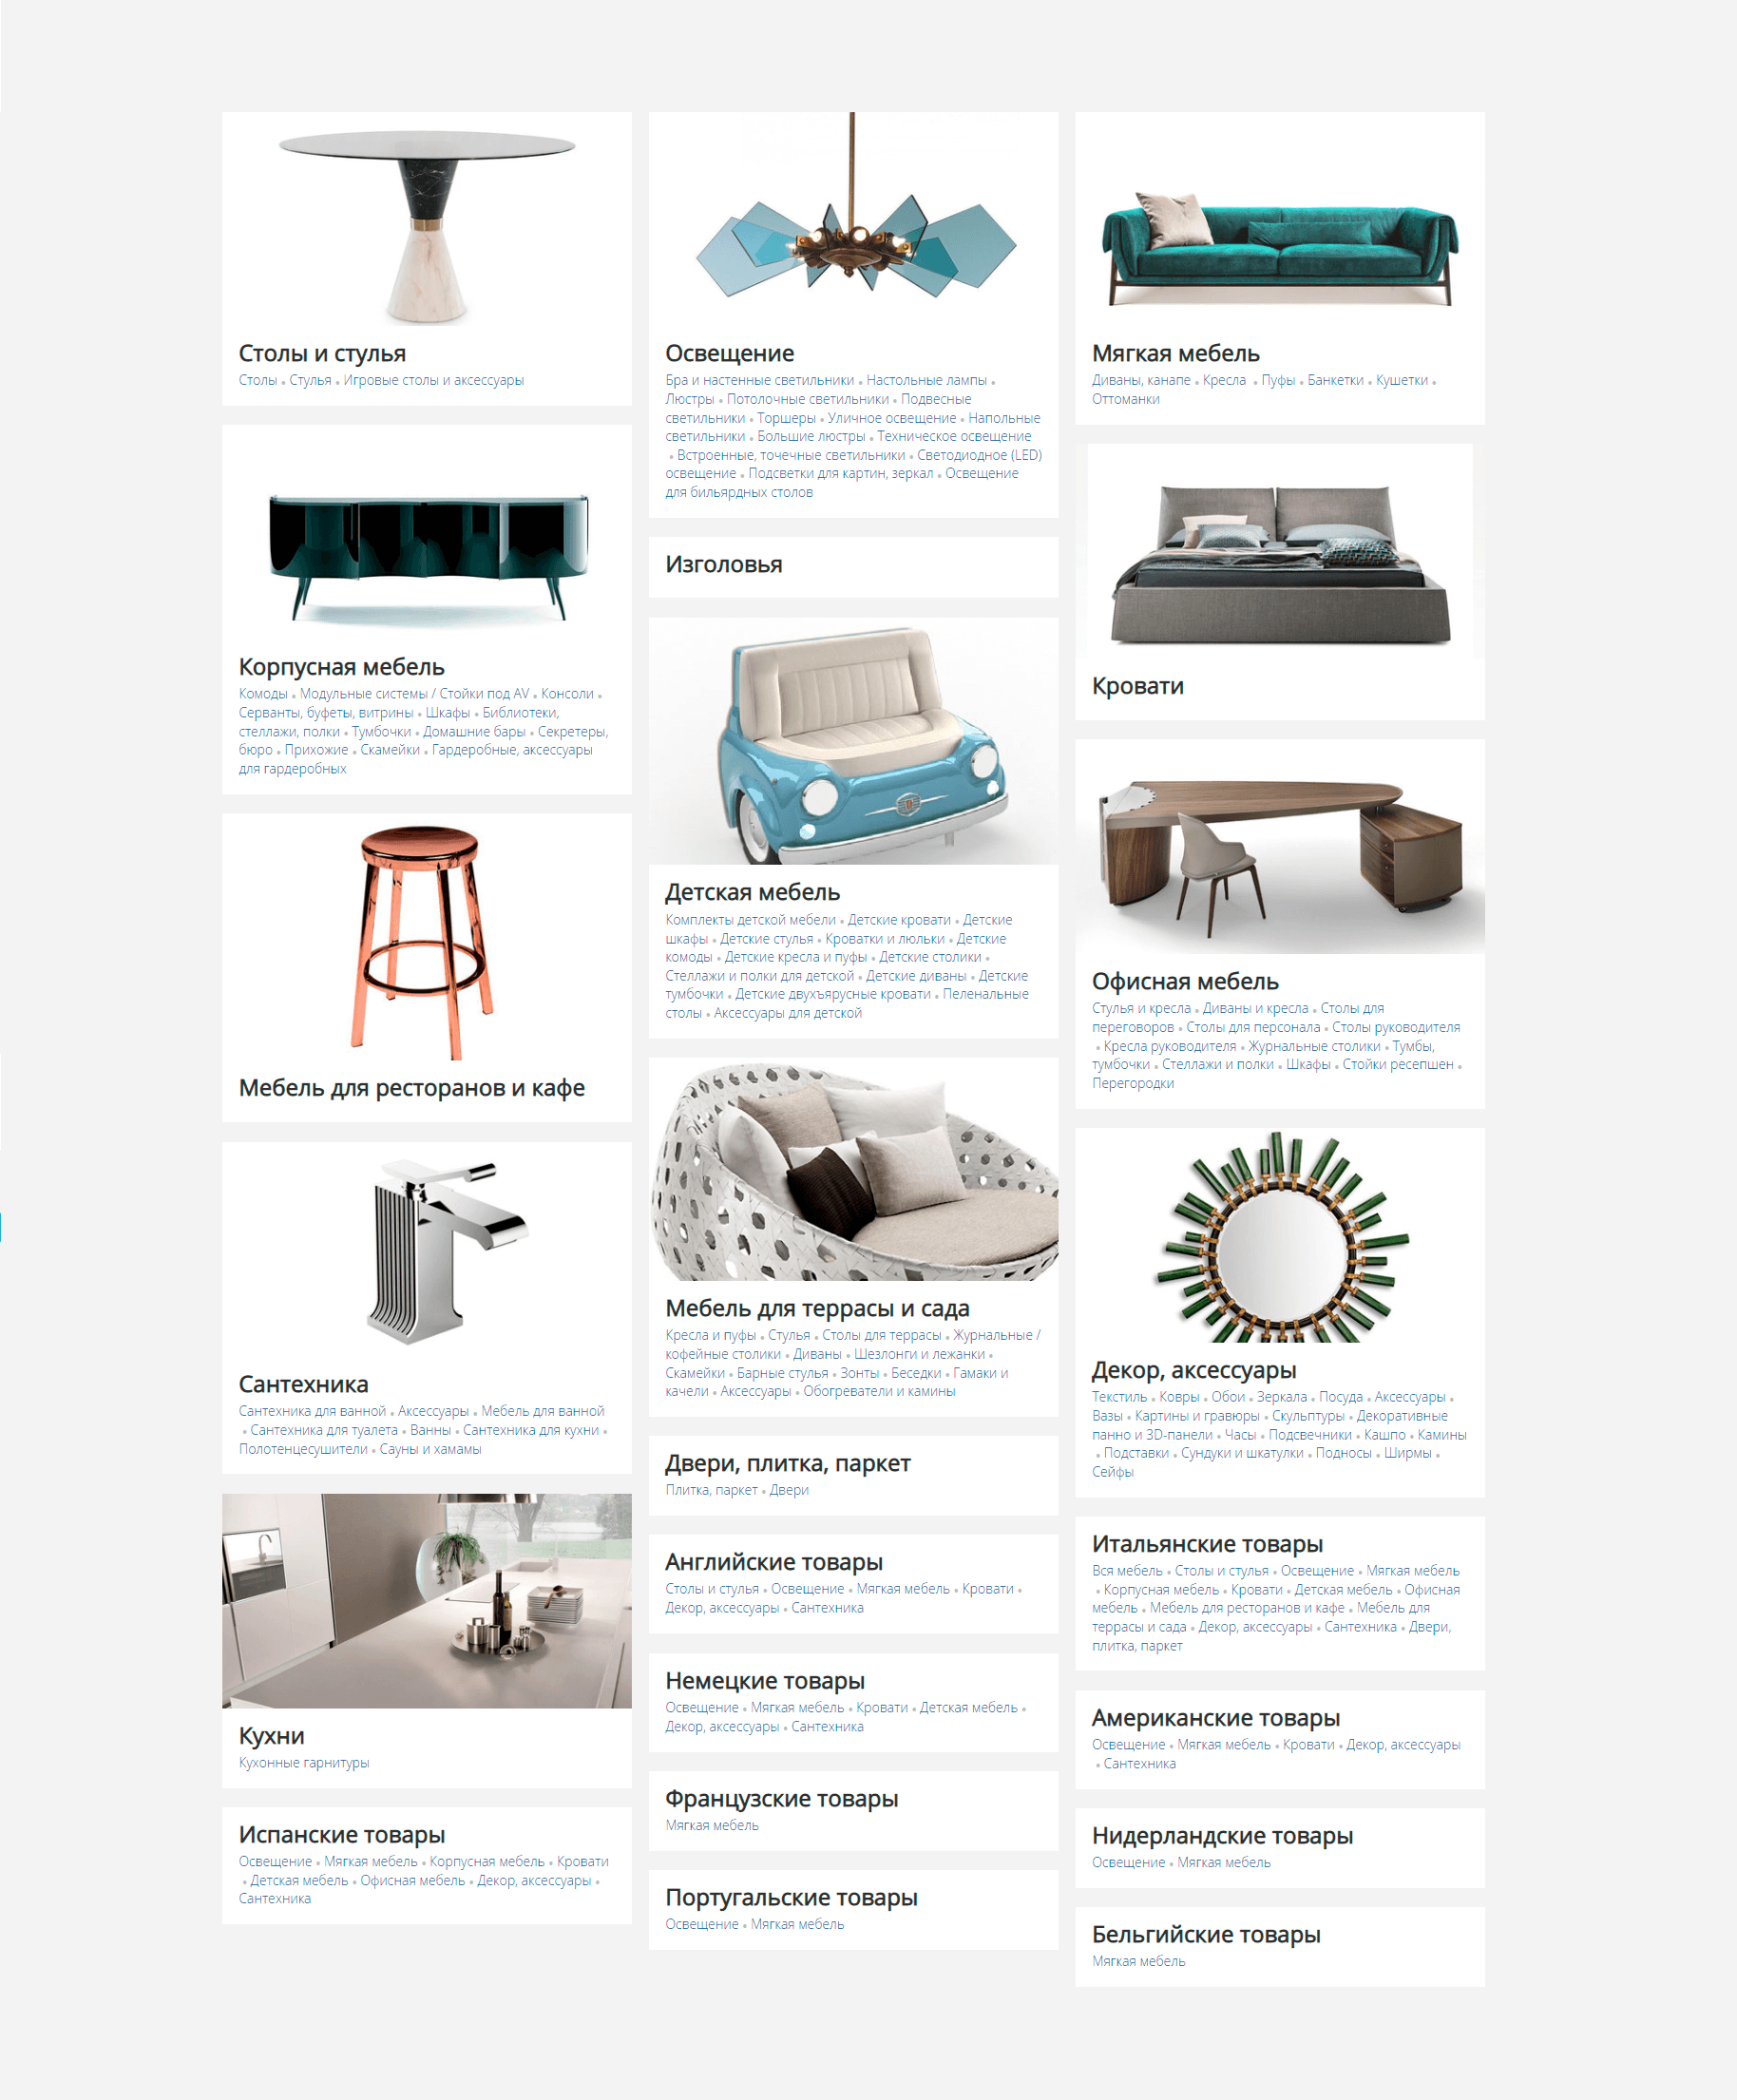 Столы и стулья
Столы • Стулья • Игровые столы и аксессуары
Корпусная мебель
Комоды • Модульные системы / Стойки под AV • Консоли •
Серванты, буфеты, витрины • Шкафы • Библиотеки,
стеллажи, полки • Тумбочки • Домашние бары • Секретеры,
бюро • Прихожие • Скамейки • Гардеробные, аксессуары
для гардеробных
Мебель для ресторанов и кафе
Сантехника
Сантехника для ванной • Аксессуары • Мебель для ванной
• Сантехника для туалета • Ванны • Сантехника для кухни •
Полотенцесушители • Сауны и хамамы
Кухни
Кухонные гарнитуры
Испанские товары
Освещение • Мягкая мебель • Корпусная мебель • Кровати
• Детская мебель • Офисная мебель • Декор, аксессуары •
Сантехника
Освещение
Бра и настенные светильники • Настольные лампы •
Люстры • Потолочные светильники • Подвесные
светильники • Торшеры • Уличное освещение • Напольные
светильники • Большие люстры • Техническое освещение
• Встроенные, точечные светильники • Светодиодное (LED)
освещение • Подсветки для картин, зеркал • Освещение
для бильярдных столов
Изголовья
Детская мебель
Комплекты детской мебели • Детские кровати • Детские
шкафы • Детские стулья • Кроватки и люльки • Детские
комоды • Детские кресла и пуфы • Детские столики •
Стеллажи и полки для детской • Детские диваны • Детские
тумбочки • Детские двухъярусные кровати • Пеленальные
столы • Аксессуары для детской
Мебель для террасы и сада
Кресла и пуфы • Стулья • Столы для террасы • Журнальные /
кофейные столики • Диваны • Шезлонги и лежанки •
Скамейки • Барные стулья • Зонты • Беседки • Гамаки и
качели • Аксессуары • Обогреватели и камины
Двери, плитка, паркет
Плитка, паркет • Двери
Английские товары
Столы и стулья • Освещение • Мягкая мебель • Кровати •
Декор, аксессуары • Сантехника
Немецкие товары
Освещение • Мягкая мебель • Кровати • Детская мебель •
Декор, аксессуары • Сантехника
Французские товары
Мягкая мебель
Португальские товары
Освещение • Мягкая мебель
Мягкая мебель
Диваны, канапе • Кресла • Пуфы • Банкетки • Кушетки •
Оттоманки
Кровати
Офисная мебель
Стулья и кресла • Диваны и кресла • Столы для
переговоров • Столы для персонала • Столы руководителя
• Кресла руководителя • Журнальные столики • Тумбы,
тумбочки • Стеллажи и полки • Шкафы • Стойки ресепшен •
Перегородки
Декор, аксессуары
Текстиль • Ковры • Обои • Зеркала • Посуда • Аксессуары •
Вазы • Картины и гравюры • Скульптуры • Декоративные
панно и 3D-панели • Часы • Подсвечники • Кашпо • Камины
• Подставки • Сундуки и шкатулки • Подносы • Ширмы •
Сейфы
Итальянские товары
Вся мебель • Столы и стулья • Освещение • Мягкая мебель
• Корпусная мебель • Кровати • Детская мебель • Офисная
мебель • Мебель для ресторанов и кафе • Мебель для
террасы и сада • Декор, аксессуары • Сантехника • Двери,
плитка, паркет
Американские товары
Освещение • Мягкая мебель • Кровати • Декор, аксессуары
• Сантехника
Нидерландские товары
Освещение • Мягкая мебель
Бельгийские товары
Мягкая мебель